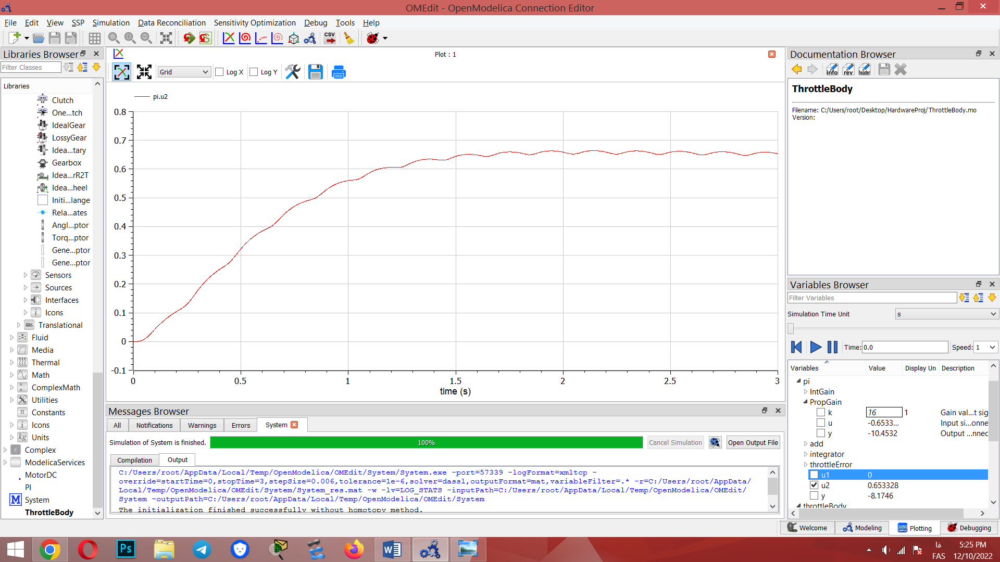 OMEdit - OpenModelica Connection Editor
File Edit View SSP Simulation Data Reconciliation Sensitivity Optimization Debug Tools Help
CSV
Libraries Browser
Filter Classes
Libraries
Clutch
One...tch
IdealGear
LossyGear
Idea...tary
Gearbox
Idea...rR2T
Idea...heel
Initi...lange
Rela...ates
Angl...ptor
Torq...ptor
Gene...ptor
Gene...ptor
Sensors
Sources
Interfaces
Icons
Translational
Fluid
Media
Thermal
Math
ComplexMath
Utilities
Constants
Icons
Units
Complex
ModelicaServices
MotorDC
PI
System
ThrottleBody
Plot : 1
Grid Log X Log Y
pi.u2
0.8
0.7
0.6
0.5
0.4
0.3
0.2
0.1
0
-0.1
0 0.5 1 1.5 2 2.5 3
time (s)
Messages Browser
All Notifications Warnings Errors System
Simulation of System is finished. 100% Cancel Simulation Open Output File
Compilation Output
C:/Users/root/AppData/Local/Temp/OpenModelica/OMEdit/System/System.exe -port=57339 -logFormat=xmltcp -
override=startTime=0,stopTime=3,stepSize=0.006,tolerance=1e-6,solver=dassl,outputFormat=mat,variableFilter=.* -r=C:/Users/root/AppData/
Local/Temp/OpenModelica/OMEdit/System/System_res.mat -w -lv=LOG_STATS -inputPath=C:/Users/root/AppData/Local/Temp/OpenModelica/OMEdit/
System -outputPath=C:/Users/root/AppData/Local/Temp/OpenModelica/OMEdit/System
The initialization finished successfully without homotopy method.
Documentation Browser
info rev header
ThrottleBody
Filename: C:/Users/root/Desktop/HardwareProj/ThrottleBody.mo
Version:
Variables Browser
Filter Variables
Simulation Time Unit s
Time: 0.0 Speed: 1
Variables Value Display Un Description
pi
IntGain
PropGain
k 16 1 Gain val...t sig
u -0.6533... Input si...onne
y -10.4532 Output ...nnec
add
integrator
throttleError
u1 0
u2 0.653328
y -8.1746
throttleBody
Welcome Modeling Plotting Debugging
Ps
فا
FAS
5:25 PM
12/10/2022